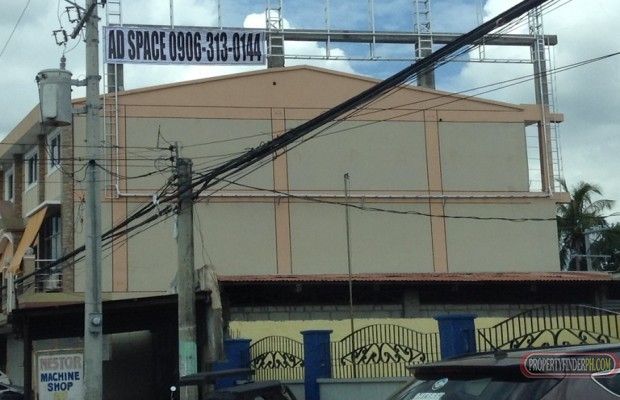 AD SPACE 0906-313-0144
NESTOR
MACHINE
SHOP
PROPERTYFINDERPH.COM